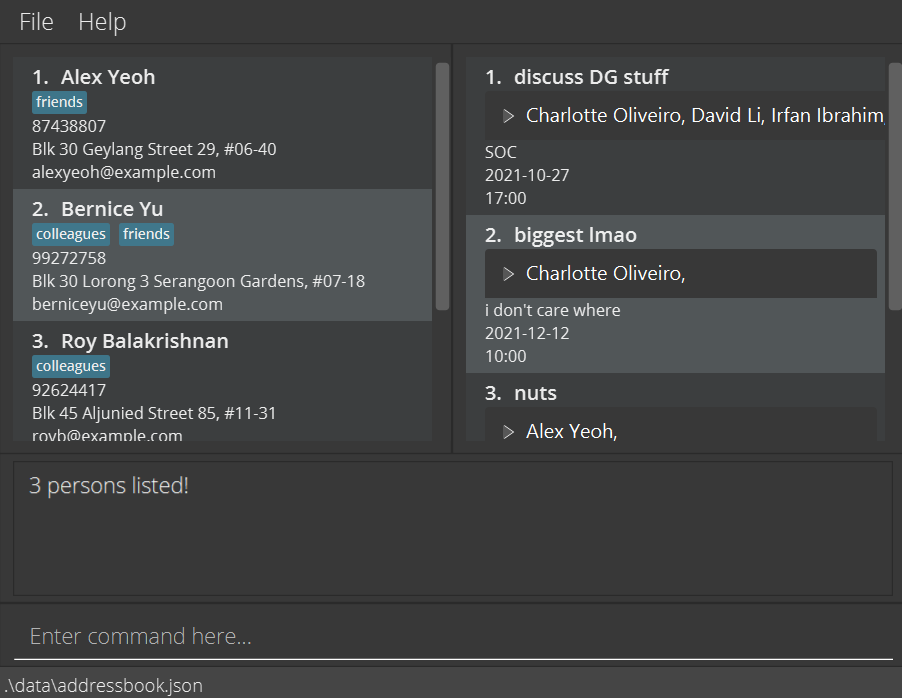 File Help
1. Alex Yeoh
friends
87438807
Blk 30 Geylang Street 29, #06-40
alexyeoh@example.com
2. Bernice Yu
colleagues friends
99272758
Blk 30 Lorong 3 Serangoon Gardens, #07-18
berniceyu@example.com
3. Roy Balakrishnan
colleagues
92624417
Blk 45 Aljunied Street 85, #11-31
royb@example.com
1. discuss DG stuff
Charlotte Oliveiro, David Li, Irfan Ibrahim,
SOC
2021-10-27
17:00
2. biggest lmao
Charlotte Oliveiro,
i don't care where
2021-12-12
10:00
3. nuts
Alex Yeoh,
3 persons listed!
Enter command here...
.\data\addressbook.json